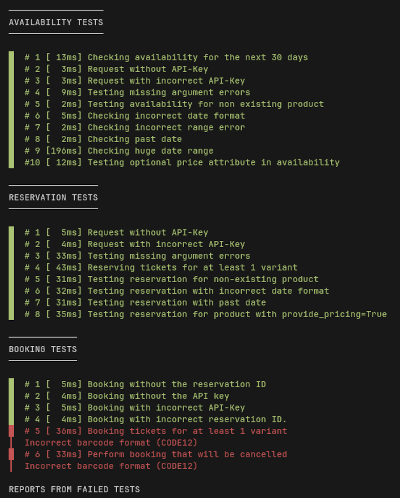 AVAILABILITY TESTS
# 1 [ 13ms] Checking availability for the next 30 days
# 2 [  3ms] Request without API-Key
# 3 [  3ms] Request with incorrect API-Key
# 4 [  9ms] Testing missing argument errors
# 5 [  2ms] Testing availability for non existing product
# 6 [  5ms] Checking incorrect date format
# 7 [  2ms] Checking incorrect range error
# 8 [  2ms] Checking past date
# 9 [196ms] Checking huge date range
#10 [ 12ms] Testing optional price attribute in availability
RESERVATION TESTS
# 1 [  5ms] Request without API-Key
# 2 [  4ms] Request with incorrect API-Key
# 3 [ 33ms] Testing missing argument errors
# 4 [ 43ms] Reserving tickets for at least 1 variant
# 5 [ 31ms] Testing reservation for non-existing product
# 6 [ 32ms] Testing reservation with incorrect date format
# 7 [ 31ms] Testing reservation with past date
# 8 [ 35ms] Testing reservation for product with provide_pricing=True
BOOKING TESTS
# 1 [  5ms] Booking without the reservation ID
# 2 [  4ms] Booking without the API key
# 3 [  5ms] Booking with incorrect API-Key
# 4 [  4ms] Booking with incorrect reservation ID.
# 5 [ 36ms] Booking tickets for at least 1 variant
Incorrect barcode format (CODE12)
# 6 [ 33ms] Perform booking that will be cancelled
Incorrect barcode format (CODE12)
REPORTS FROM FAILED TESTS